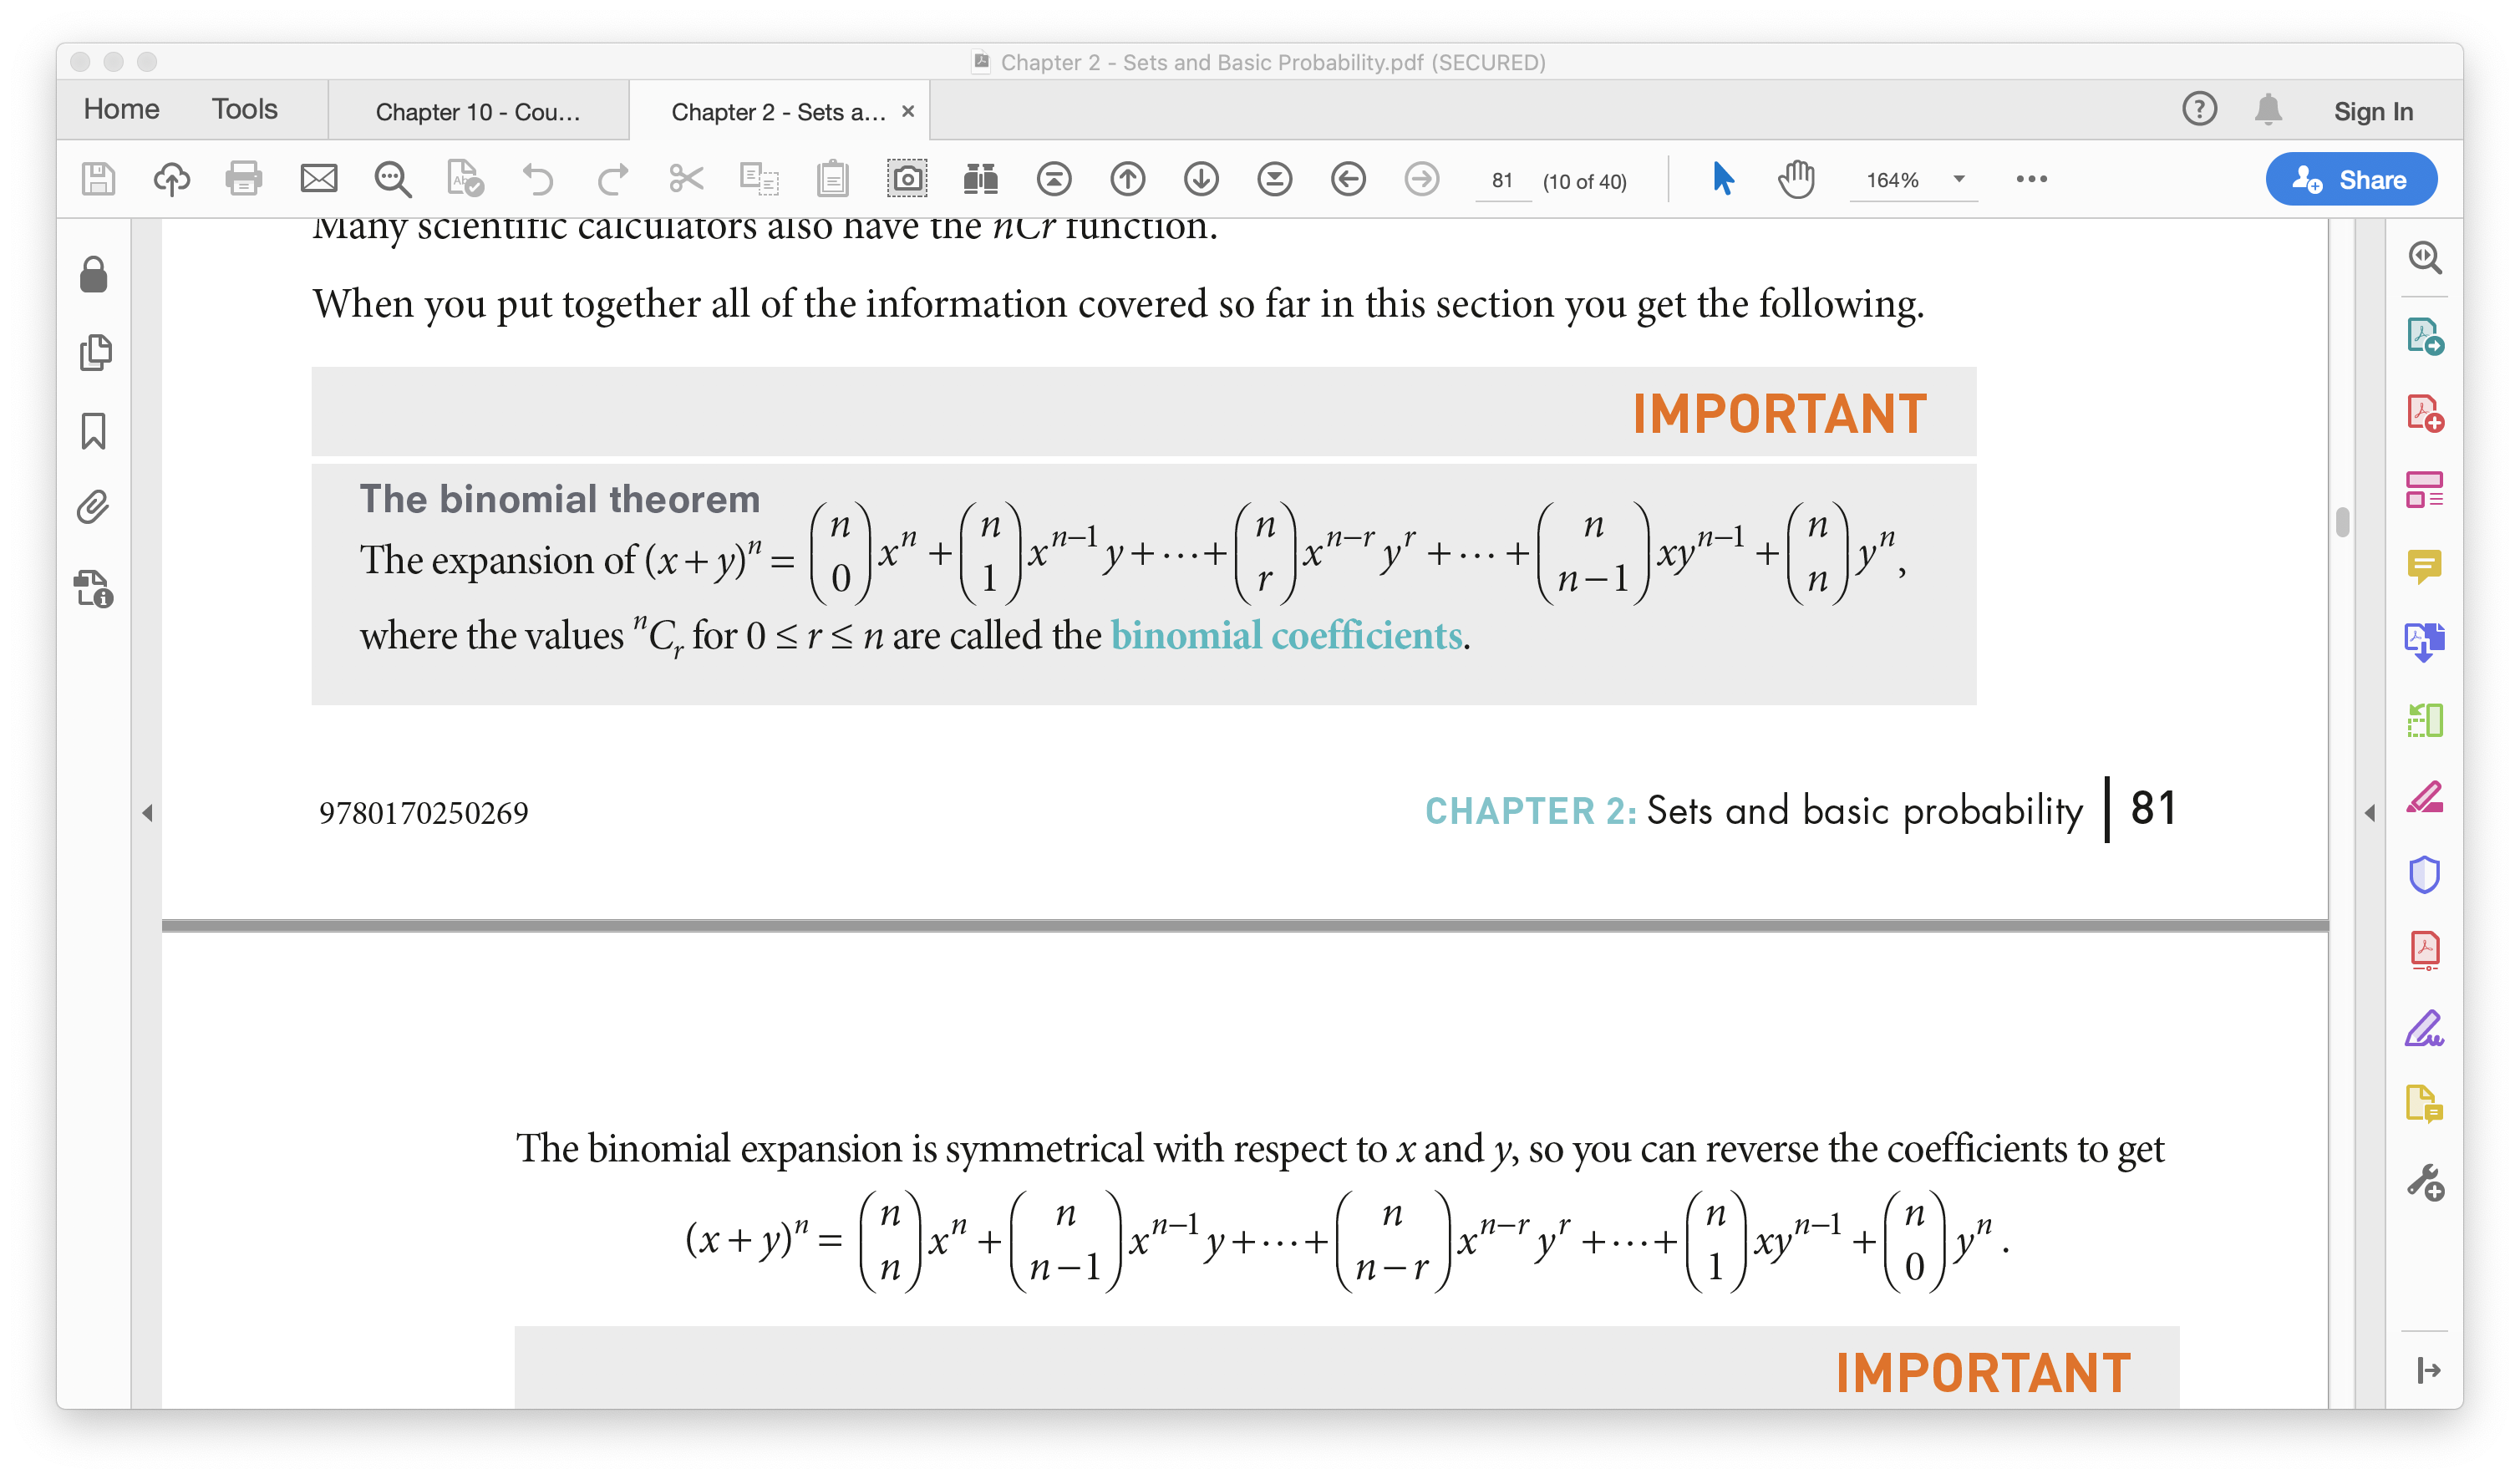 Chapter 2 - Sets and Basic Probability.pdf (SECURED)
Home Tools Chapter 10 - Cou... Chapter 2 - Sets a... × ? Sign In
81 (10 of 40) 164% Share
Many scientific calculators also have the nCr function.
When you put together all of the information covered so far in this section you get the following.
IMPORTANT
The binomial theorem
The expansion of (x + y)^n = (n 0) x^n + (n 1) x^{n−1} y + ⋯ + (n r) x^{n−r} y^r + ⋯ + (n n−1) xy^{n−1} + (n n) y^n,
where the values ^nC_r for 0 ≤ r ≤ n are called the binomial coefficients.
9780170250269 CHAPTER 2: Sets and basic probability | 81
The binomial expansion is symmetrical with respect to x and y, so you can reverse the coefficients to get
(x + y)^n = (n n) x^n + (n n−1) x^{n−1} y + ⋯ + (n n−r) x^{n−r} y^r + ⋯ + (n 1) xy^{n−1} + (n 0) y^n.
IMPORTANT